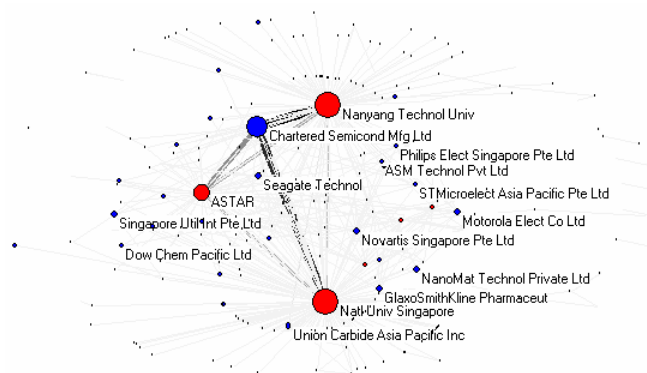 Nanyang Technol Univ
Chartered Semicond Mfg Ltd
Philips Elect Singapore Pte Ltd
ASM Technol Pvt Ltd
Seagate Technol
STMicroelect Asia Pacific Pte Ltd
ASTAR
Singapore Util Int Pte Ltd
Motorola Elect Co Ltd
Novartis Singapore Pte Ltd
Dow Chem Pacific Ltd
NanoMat Technol Private Ltd
GlaxoSmithKline Pharmaceut
Natl Univ Singapore
Union Carbide Asia Pacific Inc